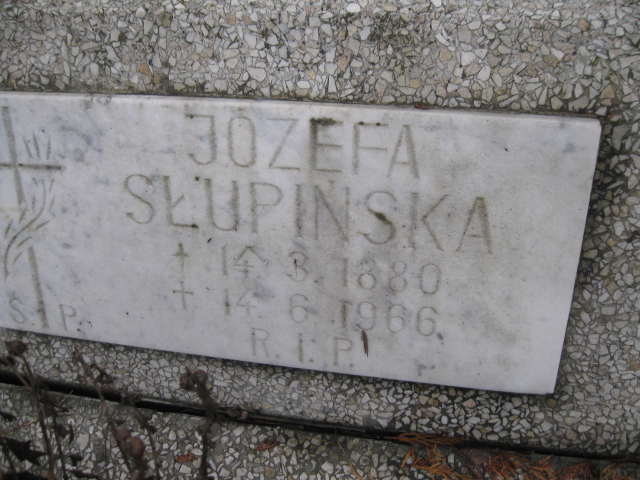 JÓZEFA
SŁUPIŃSKA
14. 3. 1880
14. 6. 1966
R. I. P.
Ś. P.